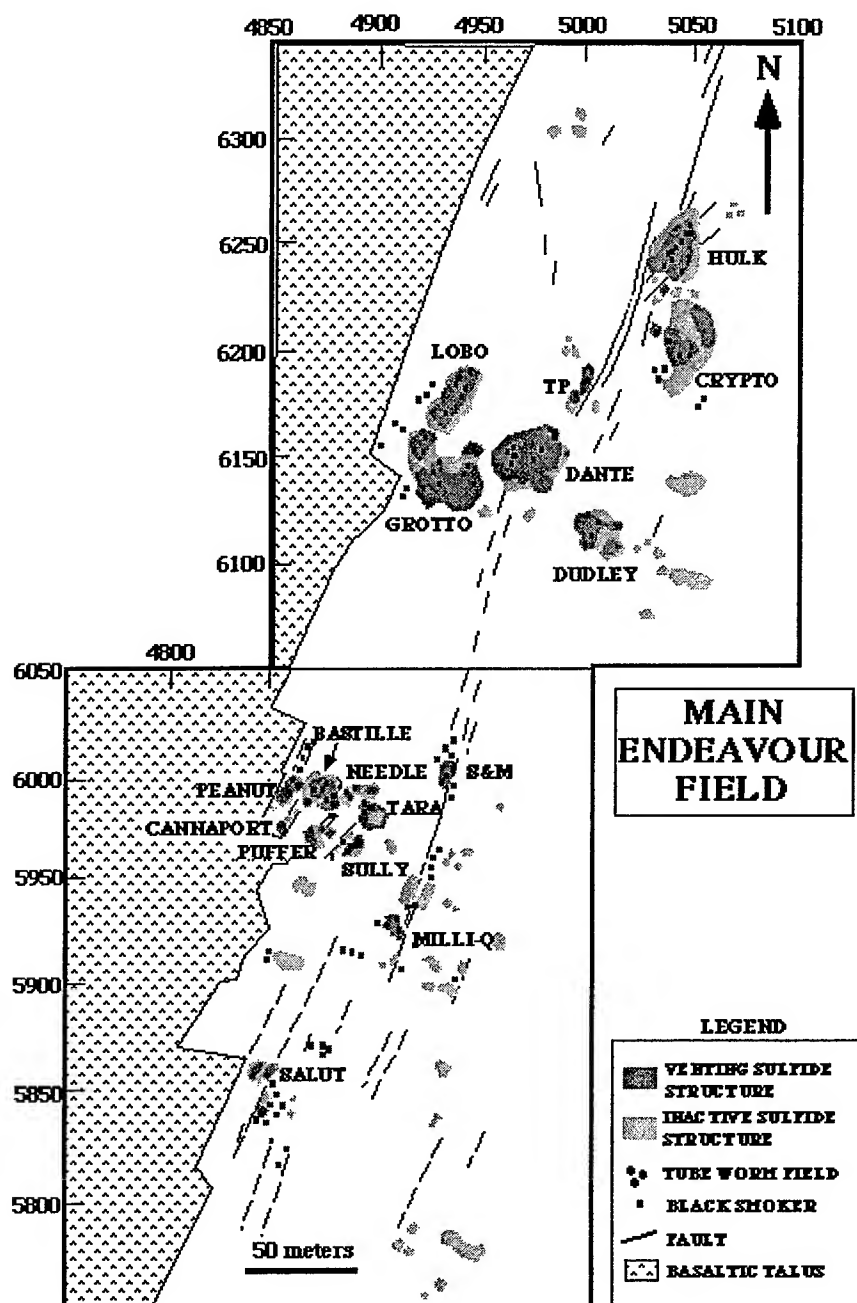 4850 4900 4950 5000 5050 5100
N
6300
6250
HULK
6200
LOBO
TP
CRYPTO
6150
DANTE
GROTTO
6100
DUDLEY
4800
6050
MAIN
ENDEAVOUR
FIELD
BASTILLE
6000
PEANUT
NEEDLE
S&M
CANNAPORT
TARA
PUFFER
SULLY
5950
MILLI-Q
5900
LEGEND
VENTING SULFIDE
STRUCTURE
SALUT
5850
INACTIVE SULFIDE
STRUCTURE
TUBE WORM FIELD
5800
BLACK SMOKER
FAULT
50 meters
BASALTIC TALUS